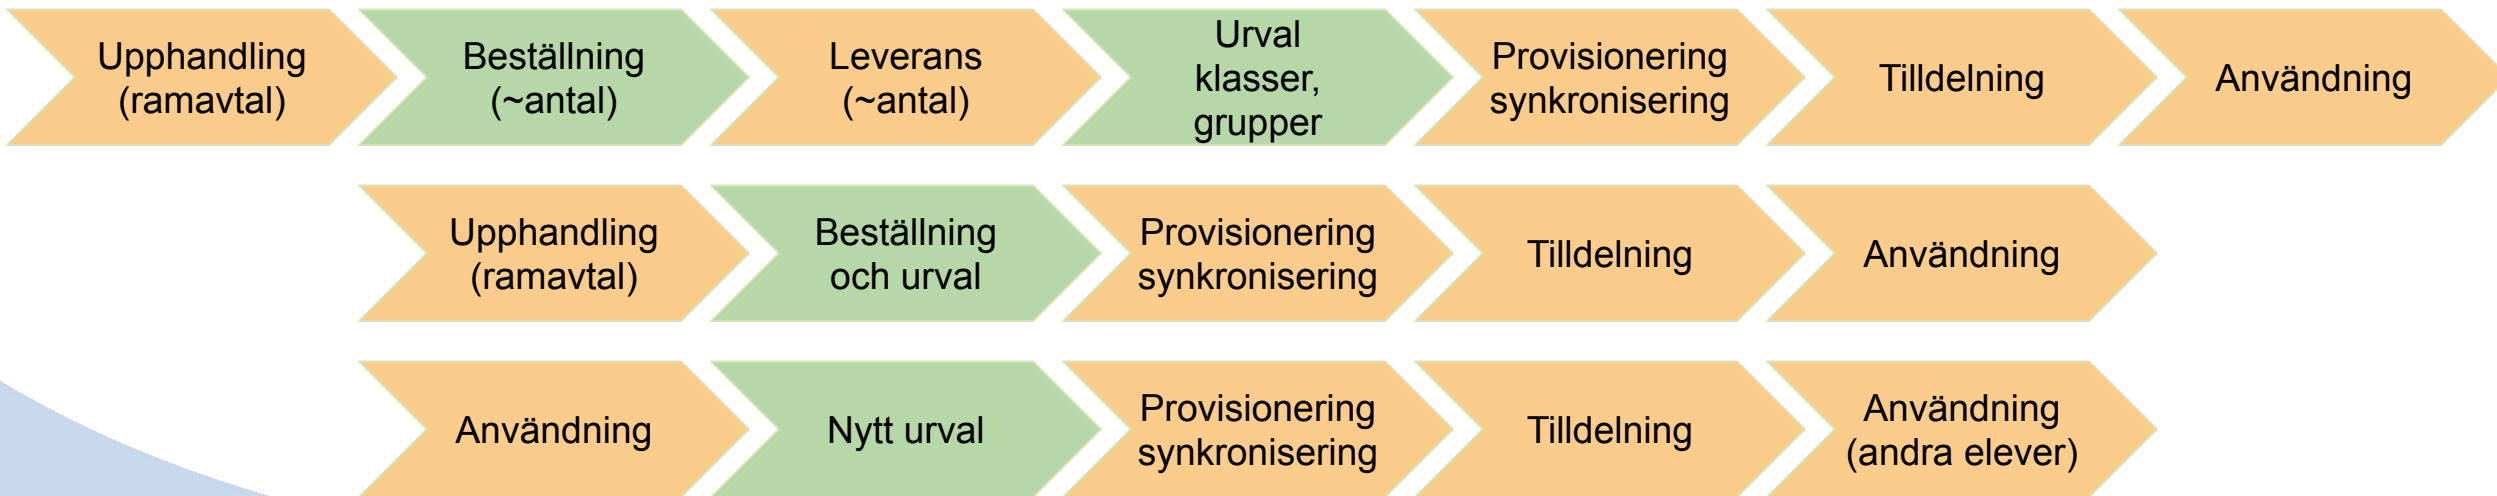 Upphandling
(ramavtal)
Beställning
(~antal)
Leverans
(~antal)
Urval
klasser,
grupper
Provisionering
synkronisering
Tilldelning
Användning
Upphandling
(ramavtal)
Beställning
och urval
Provisionering
synkronisering
Tilldelning
Användning
Användning
Nytt urval
Provisionering
synkronisering
Tilldelning
Användning
(andra elever)